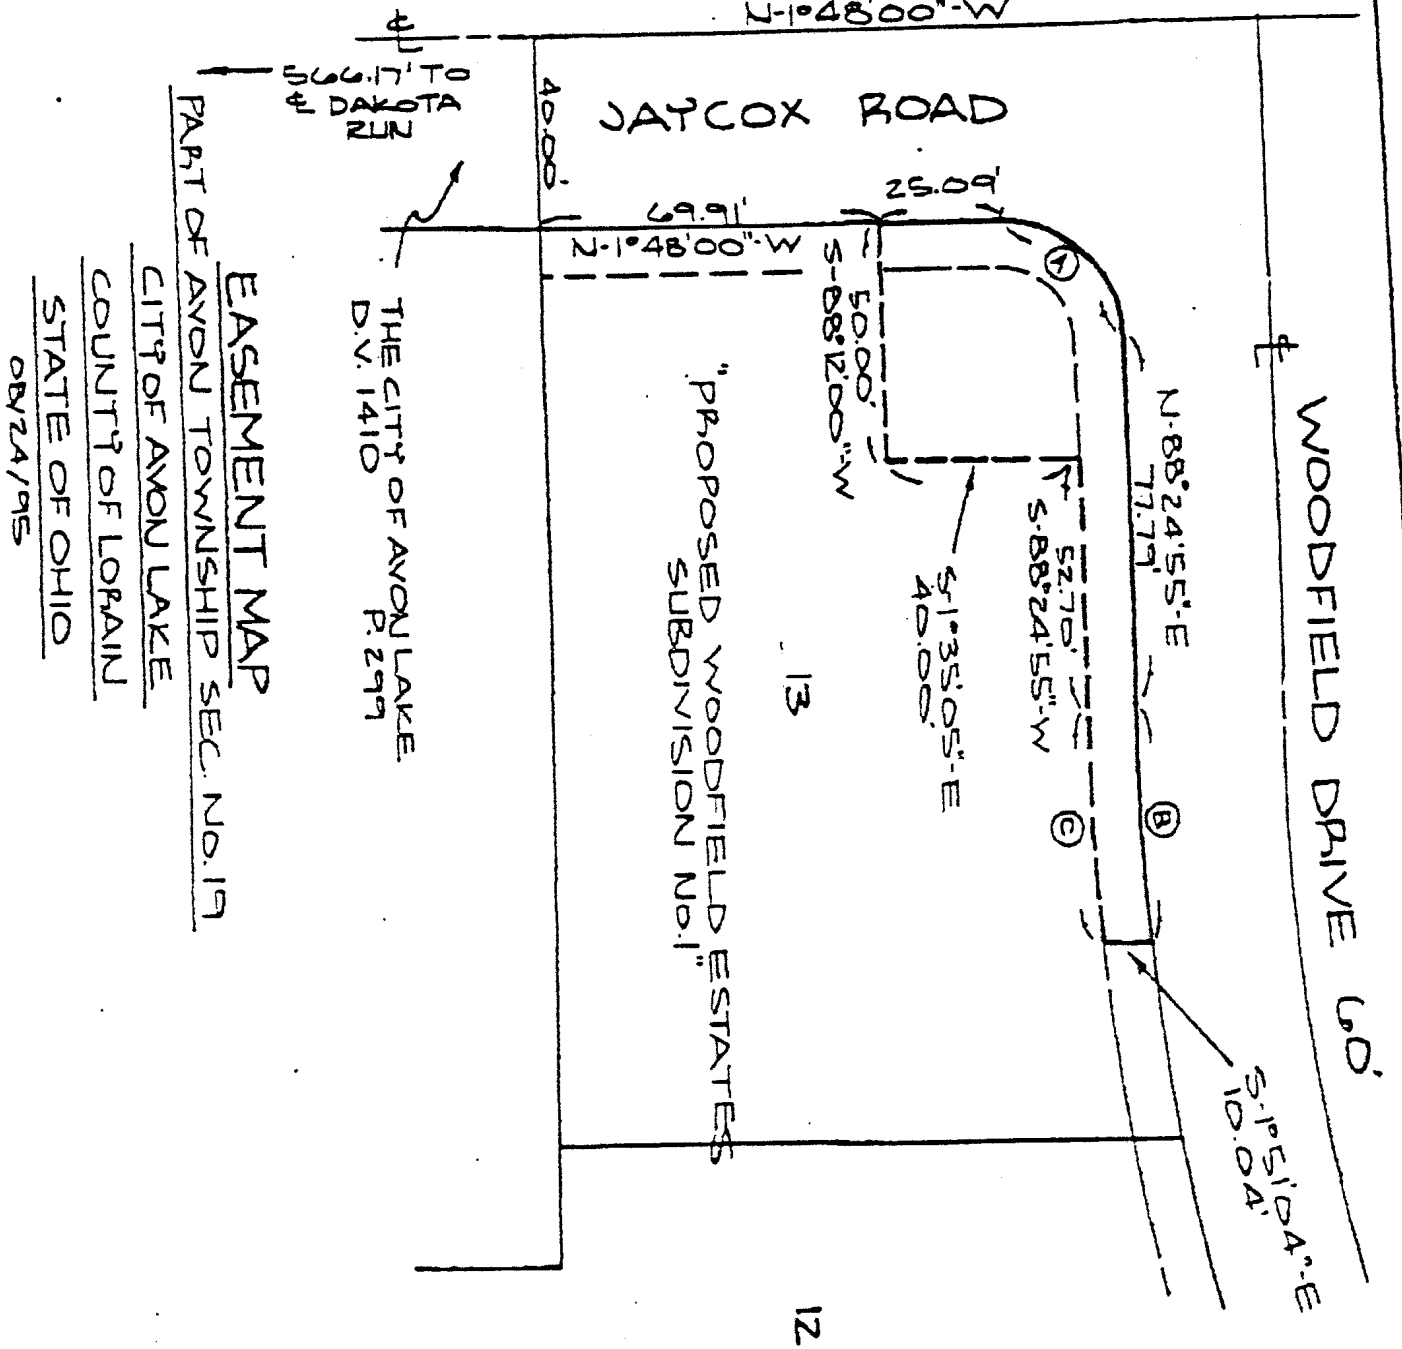 N-1°48'00"-W
℄
566.17' TO
℄ DAKOTA
RUN
40.00'
JAYCOX ROAD
25.09'
69.91'
N-1°48'00"-W
S-88°12'00"-W
50.00'
A
N-88°24'55"-E
77.79'
℄
WOODFIELD DRIVE 60'
52.70'
S-88°24'55"-W
S-1°35'05"-E
40.00'
B
C
S-1°51'04"-E
10.04'
13
12
"PROPOSED WOODFIELD ESTATES
SUBDIVISION No.1"
THE CITY OF AVON LAKE
D.V. 1410 P. 299
EASEMENT MAP
PART OF AVON TOWNSHIP SEC. No. 19
CITY OF AVON LAKE
COUNTY OF LORAIN
STATE OF OHIO
08/24/95